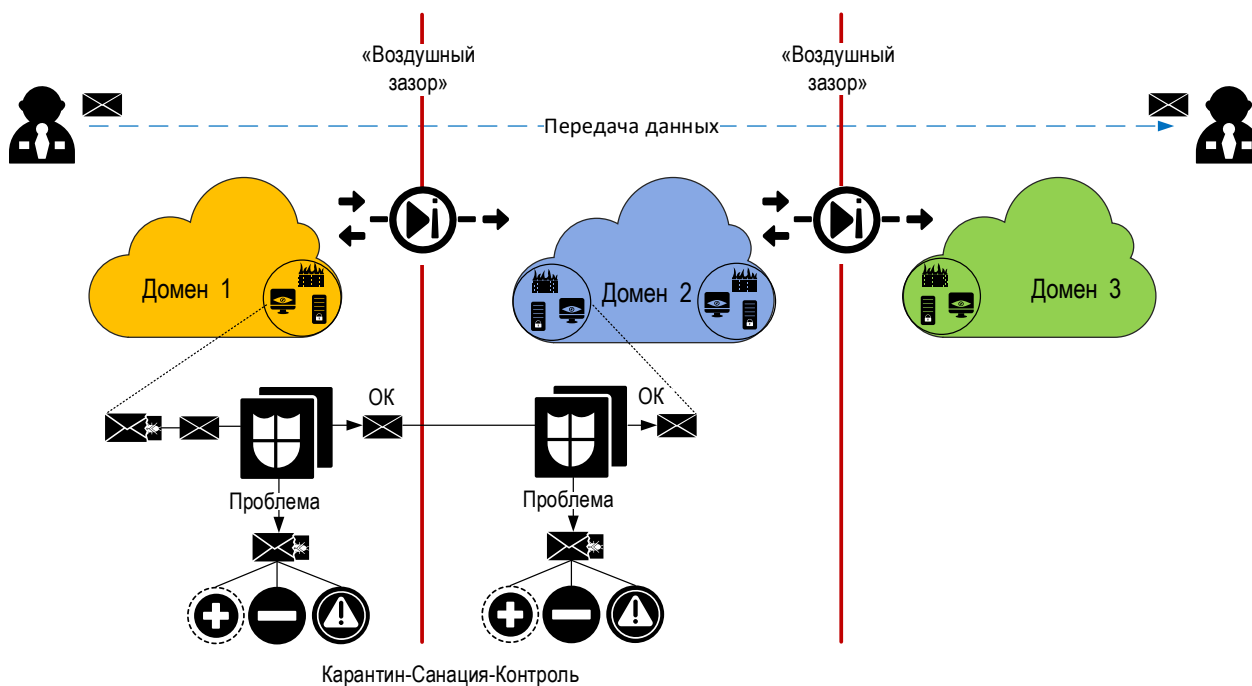 «Воздушный
зазор»
«Воздушный
зазор»
Передача данных
Домен 1
Домен 2
Домен 3
ОК
ОК
Проблема
Проблема
Карантин-Санация-Контроль